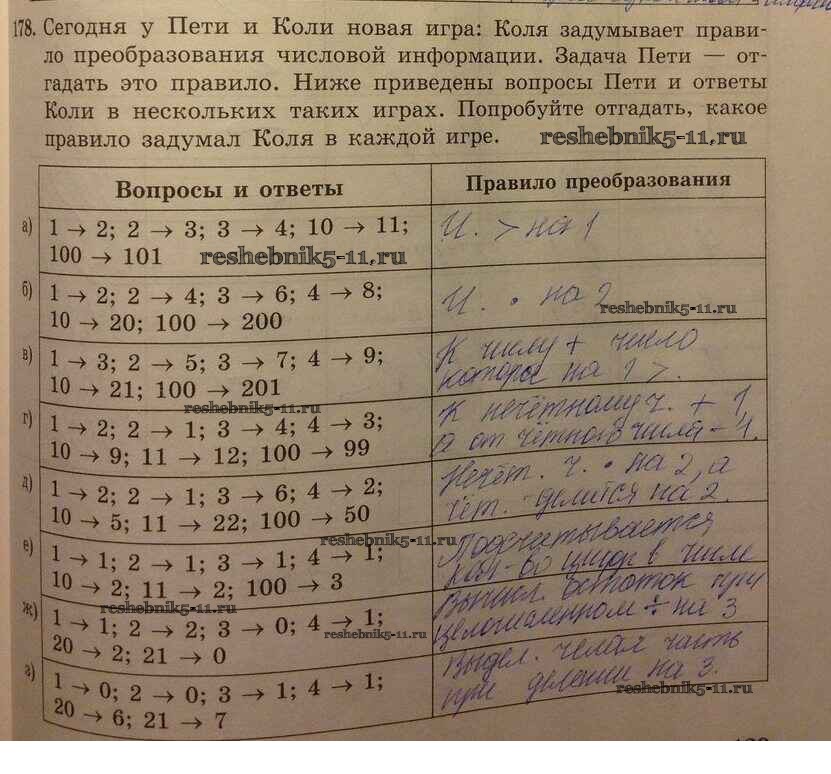 178. Сегодня у Пети и Коли новая игра: Коля задумывает прави-
ло преобразования числовой информации. Задача Пети — от-
гадать это правило. Ниже приведены вопросы Пети и ответы
Коли в нескольких таких играх. Попробуйте отгадать, какое
правило задумал Коля в каждой игре. reshebnik5-11.ru
Вопросы и ответы
Правило преобразования
а) 1 → 2; 2 → 3; 3 → 4; 10 → 11;
100 → 101 reshebnik5-11.ru
Ч. > на 1
б) 1 → 2; 2 → 4; 3 → 6; 4 → 8;
10 → 20; 100 → 200
Ч. · на 2
reshebnik5-11.ru
в) 1 → 3; 2 → 5; 3 → 7; 4 → 9;
10 → 21; 100 → 201
reshebnik5-11.ru
К числу + число
которое на 1 >.
г) 1 → 2; 2 → 1; 3 → 4; 4 → 3;
10 → 9; 11 → 12; 100 → 99
К нечётному ч. + 1
а от чётного числа - 1.
д) 1 → 2; 2 → 1; 3 → 6; 4 → 2;
10 → 5; 11 → 22; 100 → 50
reshebnik5-11.ru
Нечёт. ч. · на 2, а
чёт. делится на 2.
е) 1 → 1; 2 → 1; 3 → 1; 4 → 1;
10 → 2; 11 → 2; 100 → 3
reshebnik5-11.ru
Подсчитывается
кол-во цифр в числе
ж) 1 → 1; 2 → 2; 3 → 0; 4 → 1;
20 → 2; 21 → 0
reshebnik5-11.ru
Вычисл. остаток при
целочисленном ÷ на 3
з) 1 → 0; 2 → 0; 3 → 1; 4 → 1;
20 → 6; 21 → 7
Выдел. целая часть
при делении на 3.
reshebnik5-11.ru